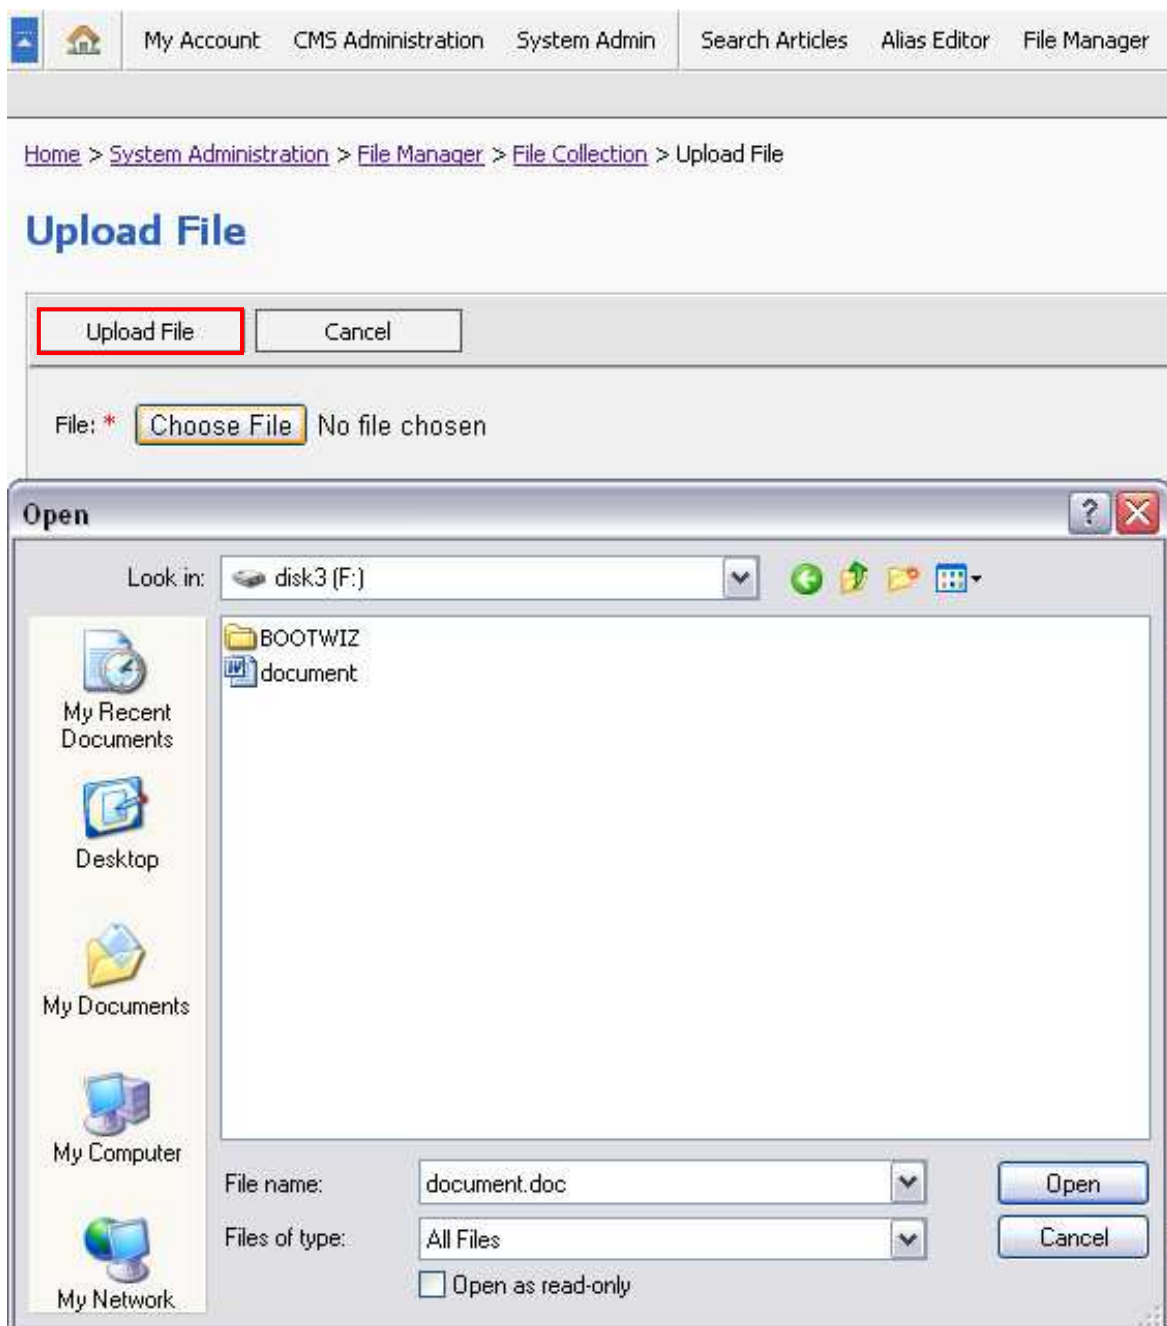 My Account CMS Administration System Admin Search Articles Alias Editor File Manager
Home > System Administration > File Manager > File Collection > Upload File
Upload File
Upload File Cancel
File: * Choose File No file chosen
Open ?
Look in: disk3 (F:)
BOOTWIZ
document
My Recent
Documents
Desktop
My Documents
My Computer
My Network
File name: document.doc Open
Files of type: All Files Cancel
Open as read-only